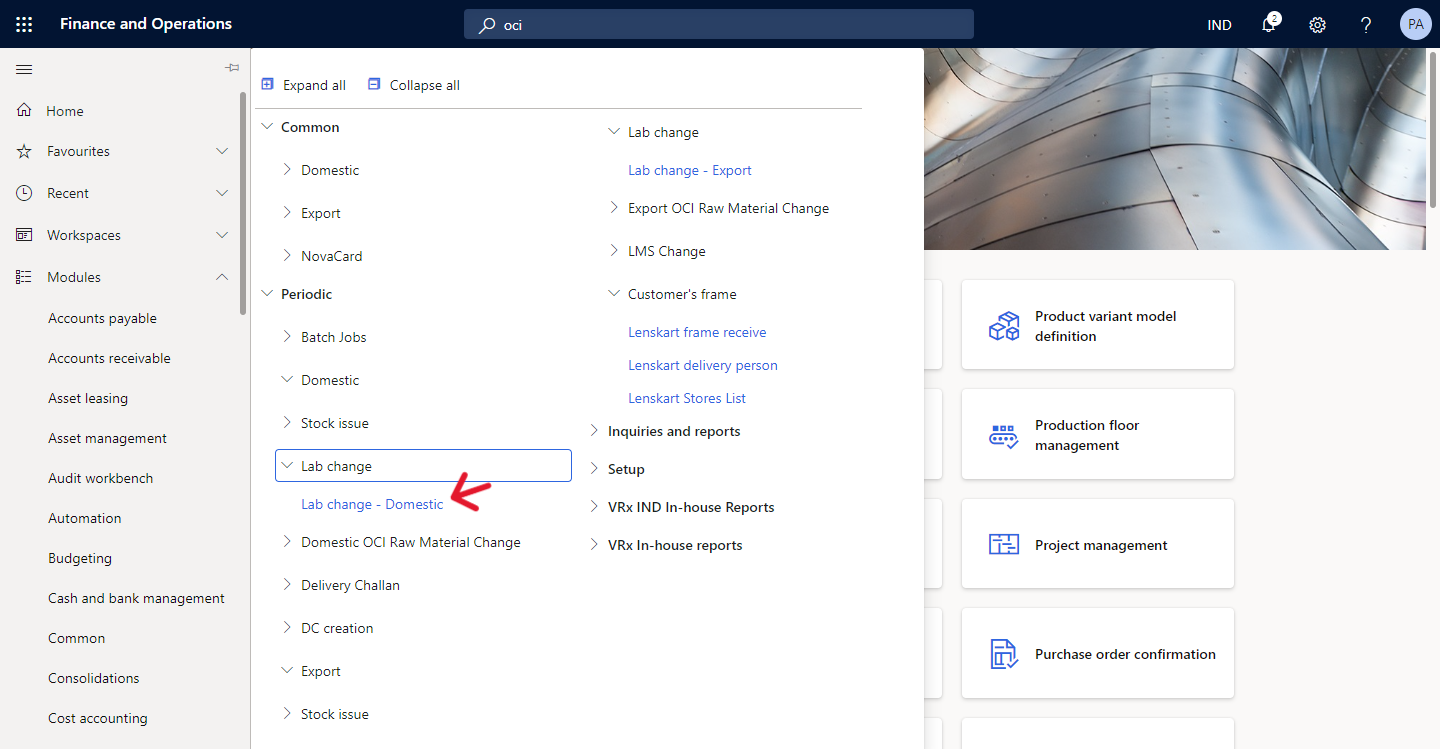 Finance and Operations
oci
IND
2
?
PA
Home
Favourites
Recent
Workspaces
Modules
Accounts payable
Accounts receivable
Asset leasing
Asset management
Audit workbench
Automation
Budgeting
Cash and bank management
Common
Consolidations
Cost accounting
Expand all
Collapse all
Common
Domestic
Export
NovaCard
Periodic
Batch Jobs
Domestic
Stock issue
Lab change
Lab change - Domestic
Domestic OCI Raw Material Change
Delivery Challan
DC creation
Export
Stock issue
Lab change
Lab change - Export
Export OCI Raw Material Change
LMS Change
Customer's frame
Lenskart frame receive
Lenskart delivery person
Lenskart Stores List
Inquiries and reports
Setup
VRx IND In-house Reports
VRx In-house reports
Product variant model
definition
Production floor
management
Project management
Purchase order confirmation